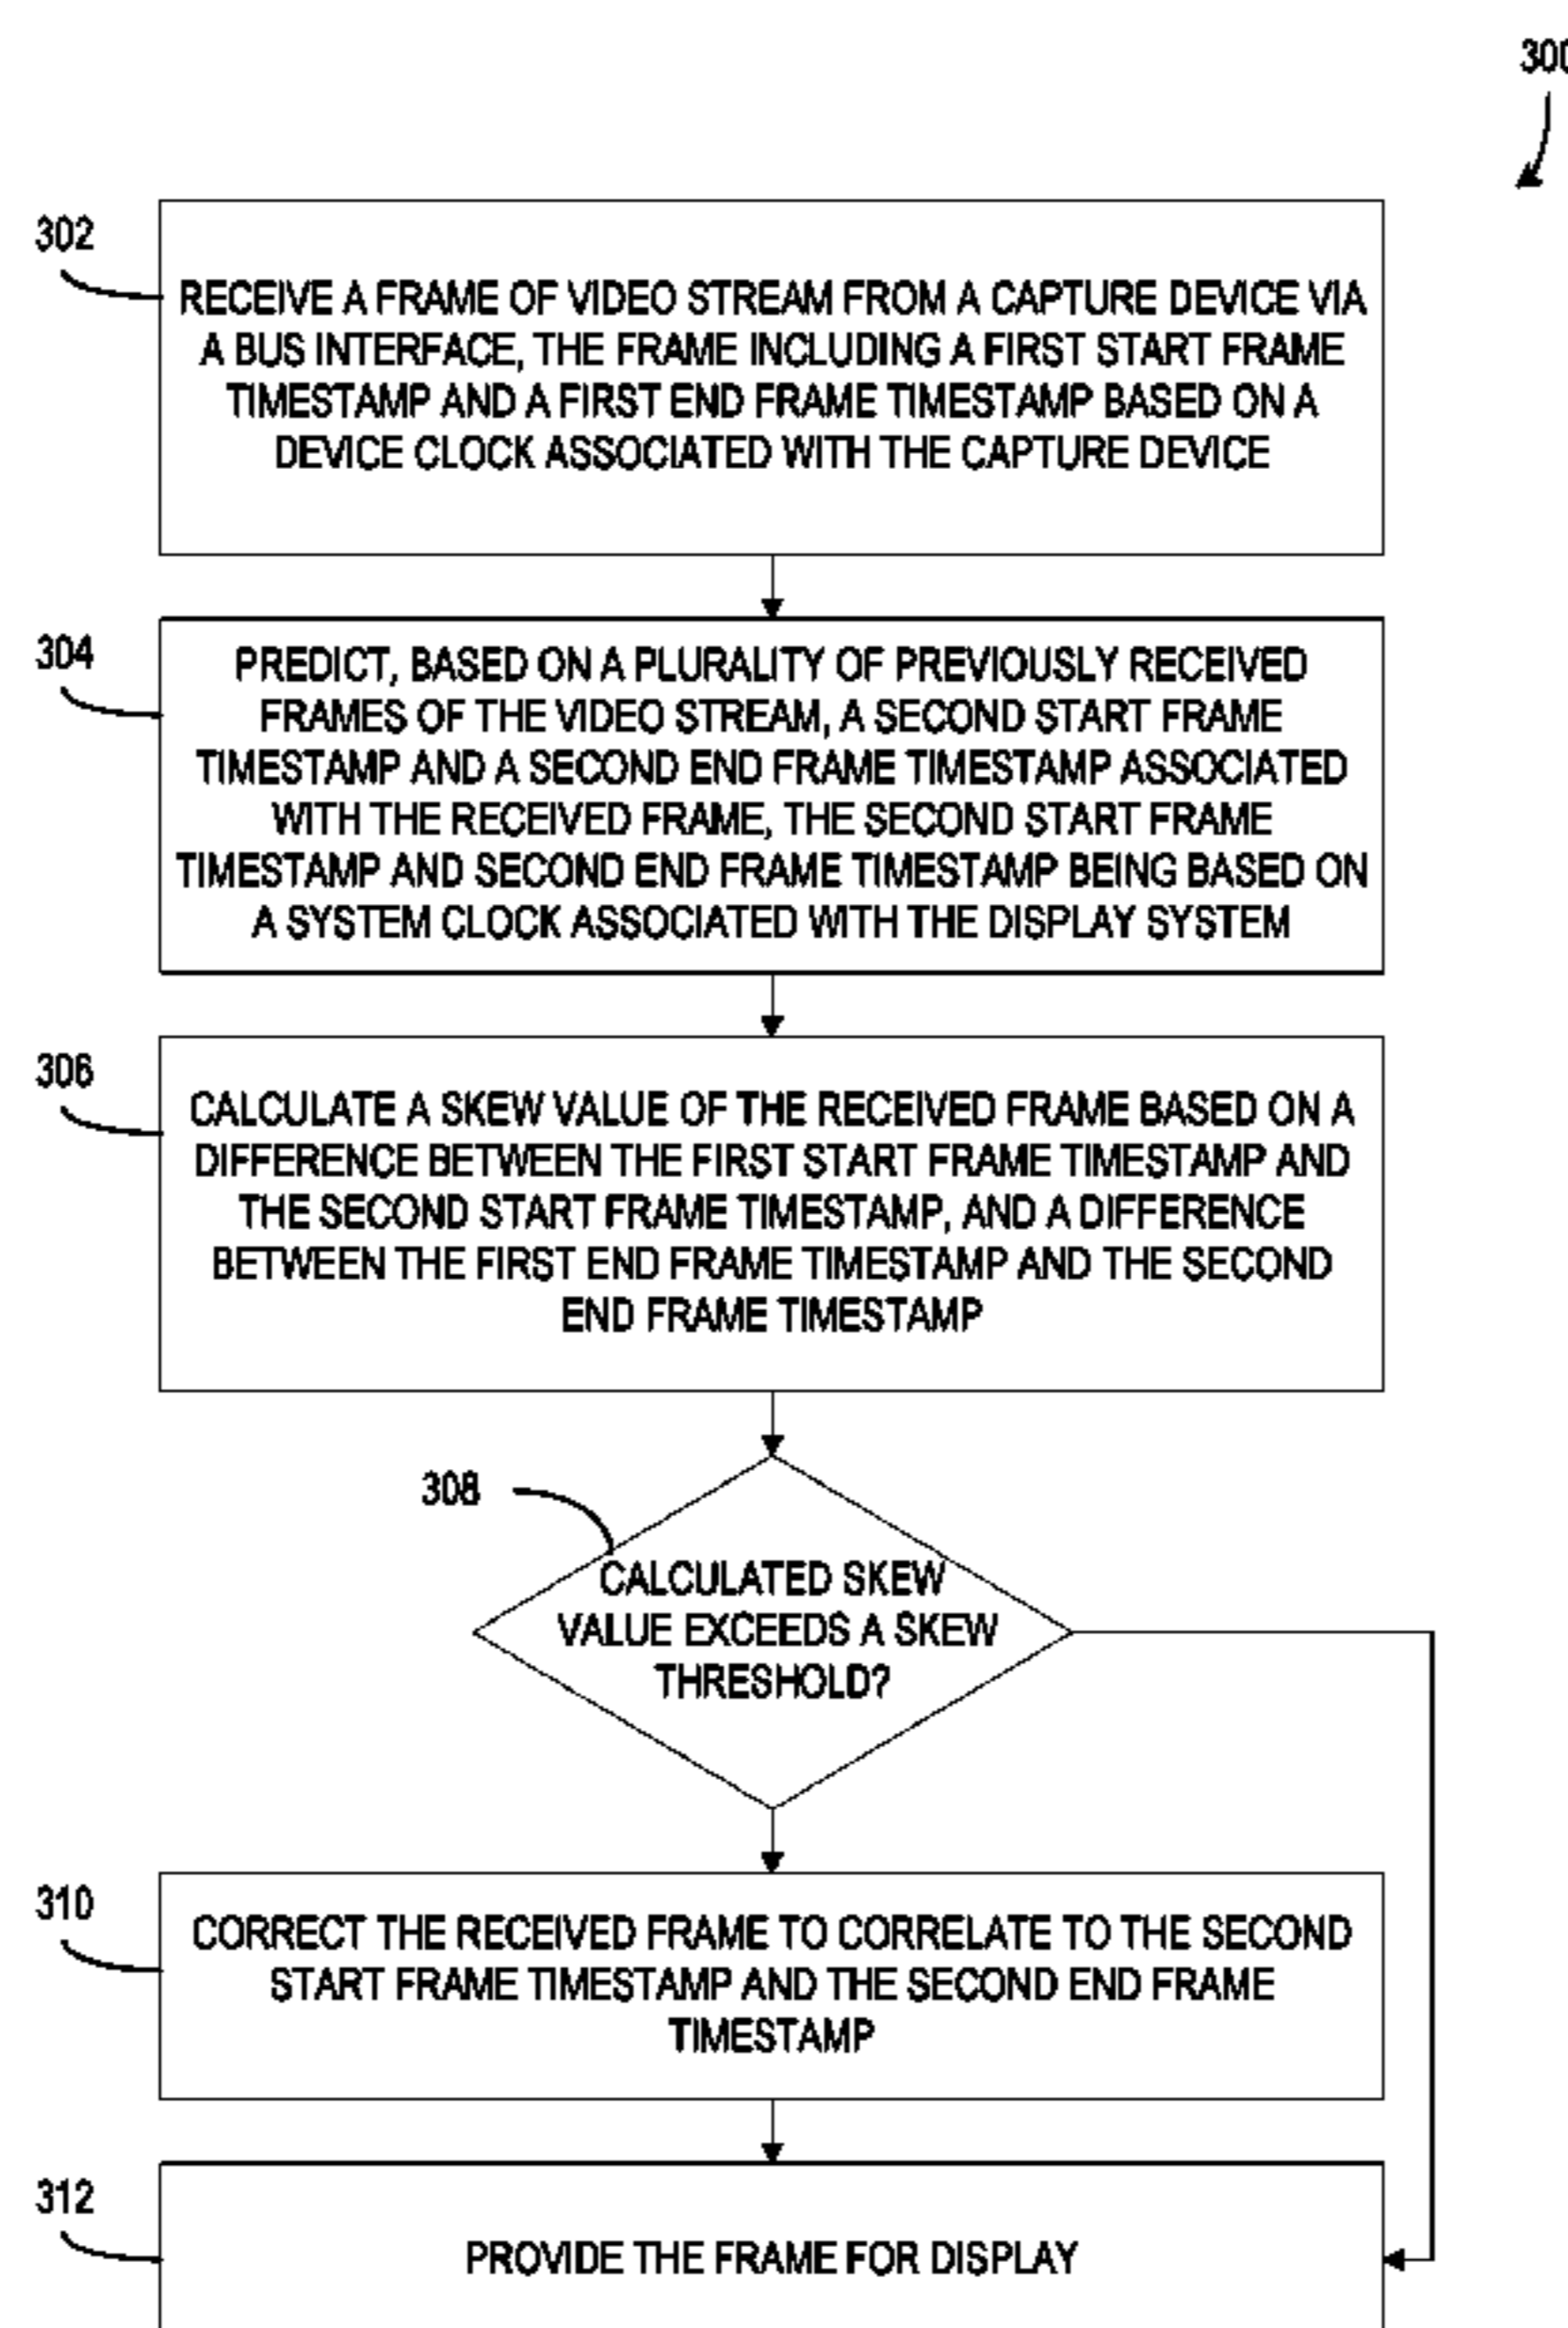 300
302
RECEIVE A FRAME OF VIDEO STREAM FROM A CAPTURE DEVICE VIA
A BUS INTERFACE, THE FRAME INCLUDING A FIRST START FRAME
TIMESTAMP AND A FIRST END FRAME TIMESTAMP BASED ON A
DEVICE CLOCK ASSOCIATED WITH THE CAPTURE DEVICE
304
PREDICT, BASED ON A PLURALITY OF PREVIOUSLY RECEIVED
FRAMES OF THE VIDEO STREAM, A SECOND START FRAME
TIMESTAMP AND A SECOND END FRAME TIMESTAMP ASSOCIATED
WITH THE RECEIVED FRAME, THE SECOND START FRAME
TIMESTAMP AND SECOND END FRAME TIMESTAMP BEING BASED ON
A SYSTEM CLOCK ASSOCIATED WITH THE DISPLAY SYSTEM
306
CALCULATE A SKEW VALUE OF THE RECEIVED FRAME BASED ON A
DIFFERENCE BETWEEN THE FIRST START FRAME TIMESTAMP AND
THE SECOND START FRAME TIMESTAMP, AND A DIFFERENCE
BETWEEN THE FIRST END FRAME TIMESTAMP AND THE SECOND
END FRAME TIMESTAMP
308
CALCULATED SKEW
VALUE EXCEEDS A SKEW
THRESHOLD?
310
CORRECT THE RECEIVED FRAME TO CORRELATE TO THE SECOND
START FRAME TIMESTAMP AND THE SECOND END FRAME
TIMESTAMP
312
PROVIDE THE FRAME FOR DISPLAY